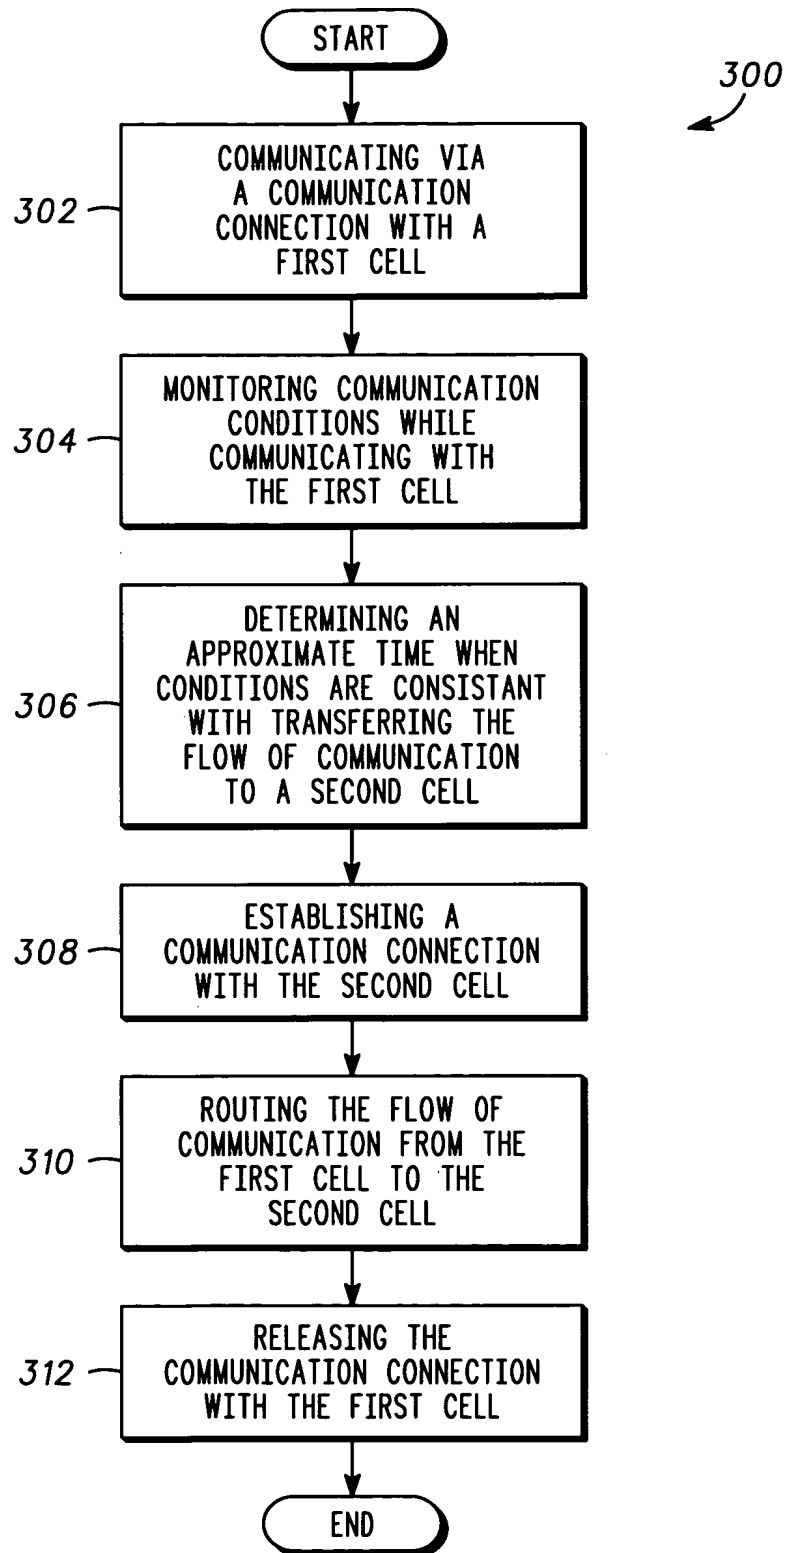 START
300
COMMUNICATING VIA
A COMMUNICATION
CONNECTION WITH A
FIRST CELL
302
MONITORING COMMUNICATION
CONDITIONS WHILE
COMMUNICATING WITH
THE FIRST CELL
304
DETERMINING AN
APPROXIMATE TIME WHEN
CONDITIONS ARE CONSISTANT
WITH TRANSFERRING THE
FLOW OF COMMUNICATION
TO A SECOND CELL
306
ESTABLISHING A
COMMUNICATION CONNECTION
WITH THE SECOND CELL
308
ROUTING THE FLOW OF
COMMUNICATION FROM THE
FIRST CELL TO THE
SECOND CELL
310
RELEASING THE
COMMUNICATION CONNECTION
WITH THE FIRST CELL
312
END